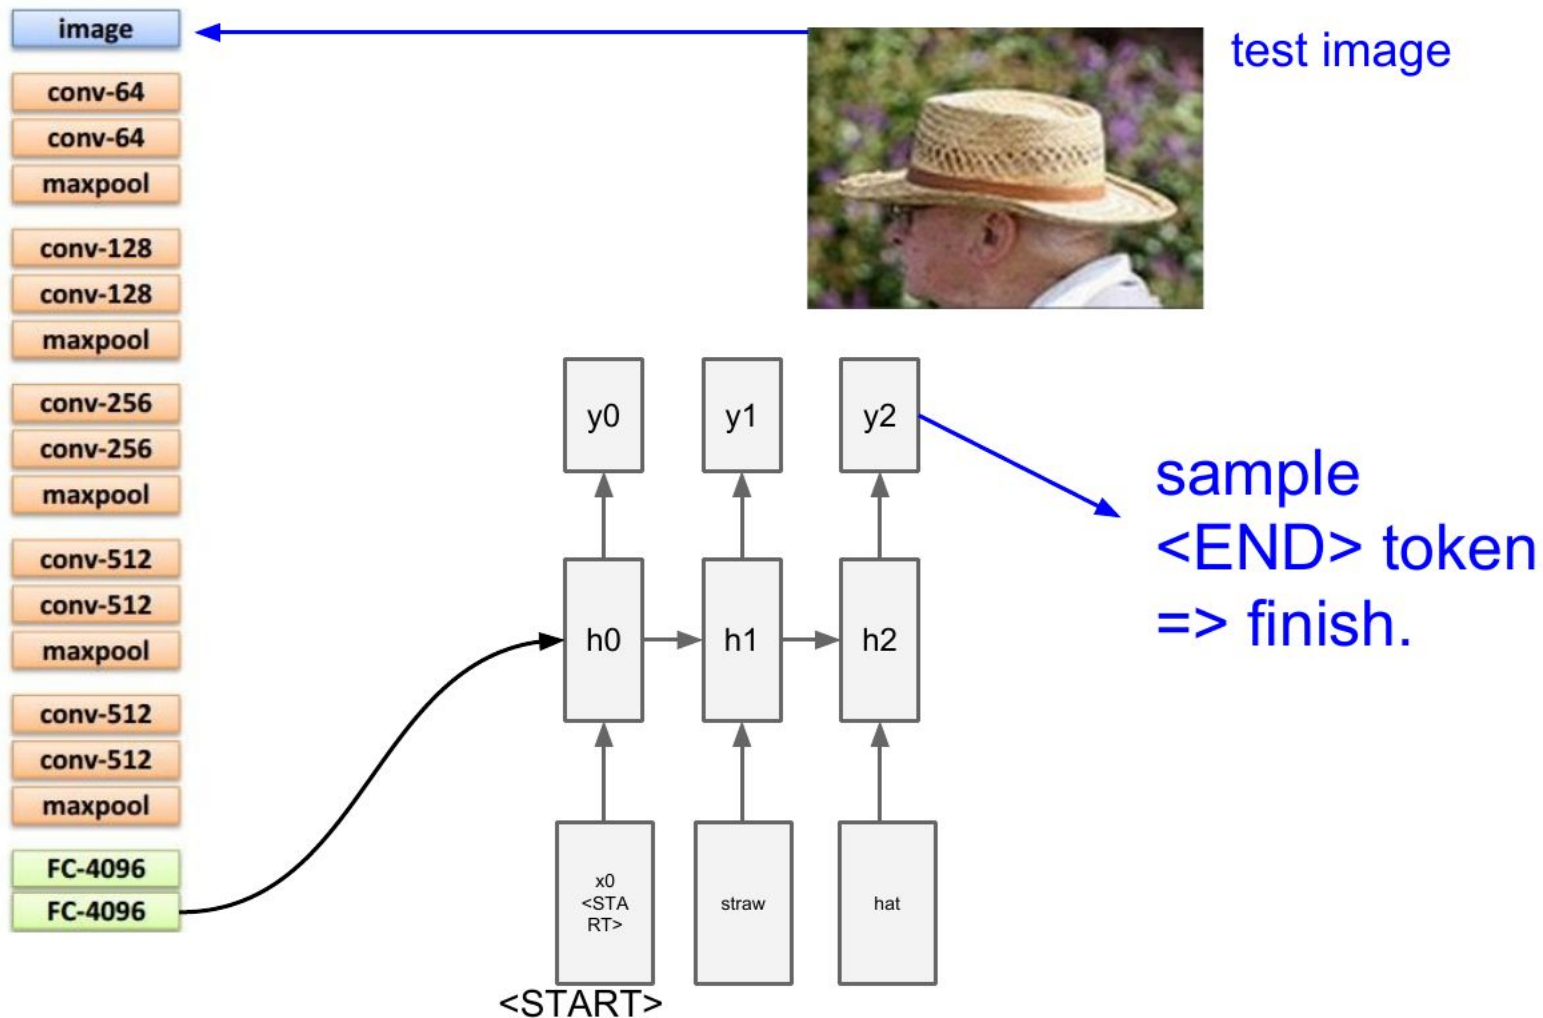 image
conv-64
conv-64
maxpool
conv-128
conv-128
maxpool
conv-256
conv-256
maxpool
conv-512
conv-512
maxpool
conv-512
conv-512
maxpool
FC-4096
FC-4096
test image
y0
y1
y2
h0
h1
h2
x0
<STA
RT>
straw
hat
<START>
sample
<END> token
=> finish.